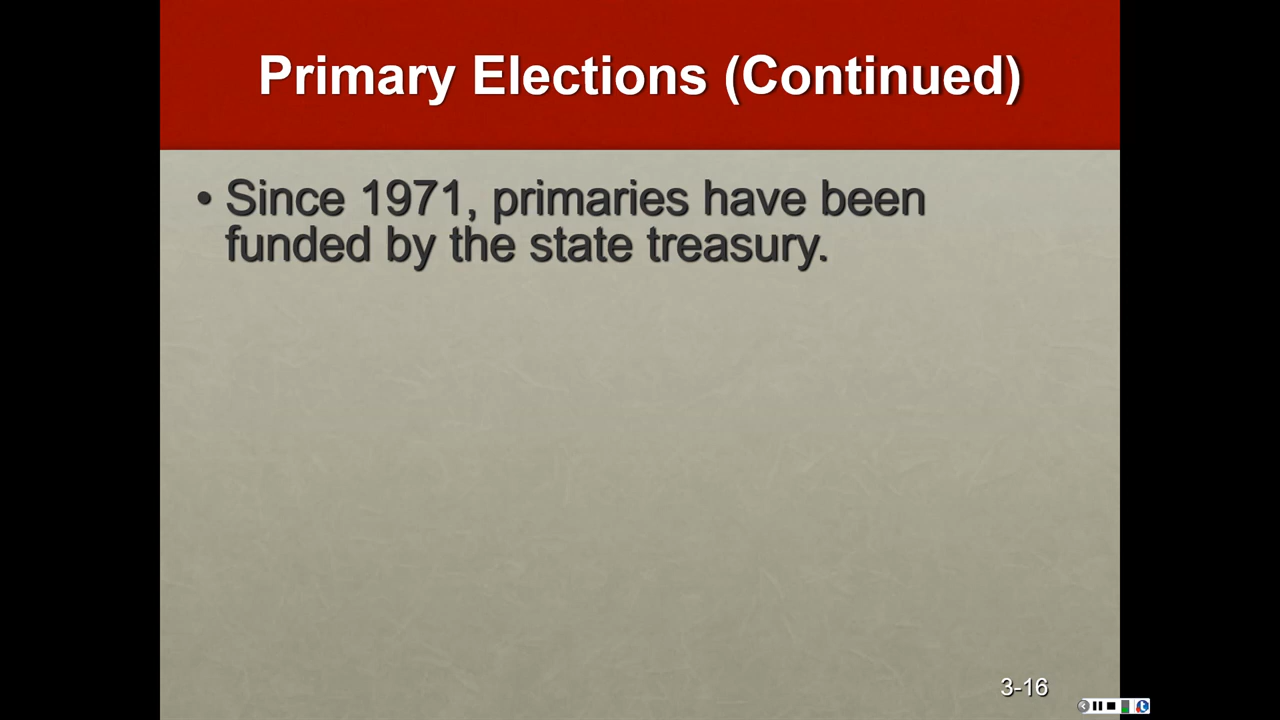 Primary Elections (Continued)
• Since 1971, primaries have been
funded by the state treasury.
3-16